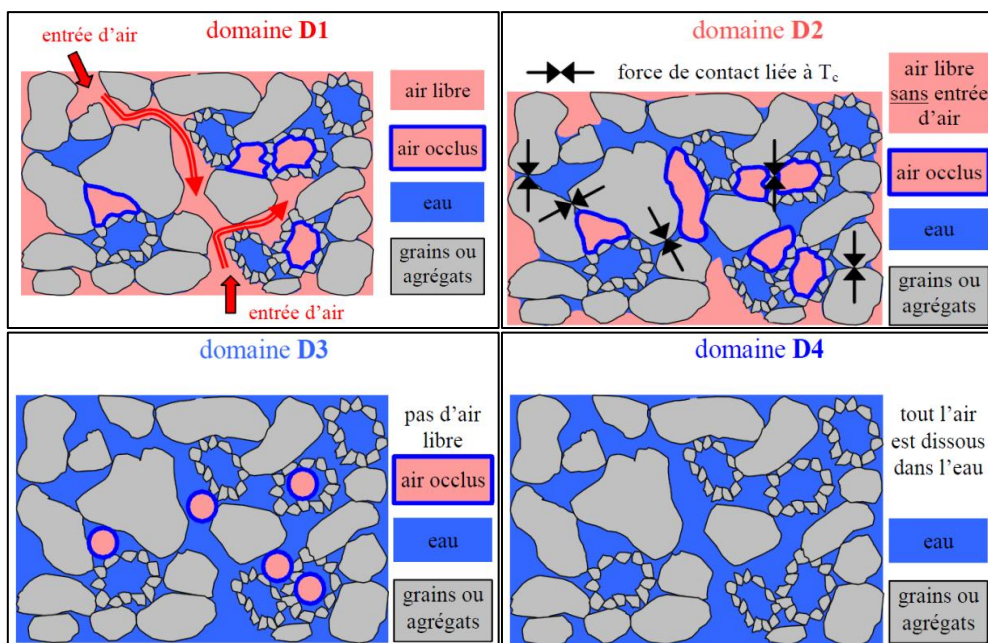 domaine D1
entrée d'air
entrée d'air
air libre
air occlus
eau
grains ou
agrégats
domaine D2
force de contact liée à Tc
air libre
sans entrée
d'air
air occlus
eau
grains ou
agrégats
domaine D3
pas d'air
libre
air occlus
eau
grains ou
agrégats
domaine D4
tout l'air
est dissous
dans l'eau
eau
grains ou
agrégats